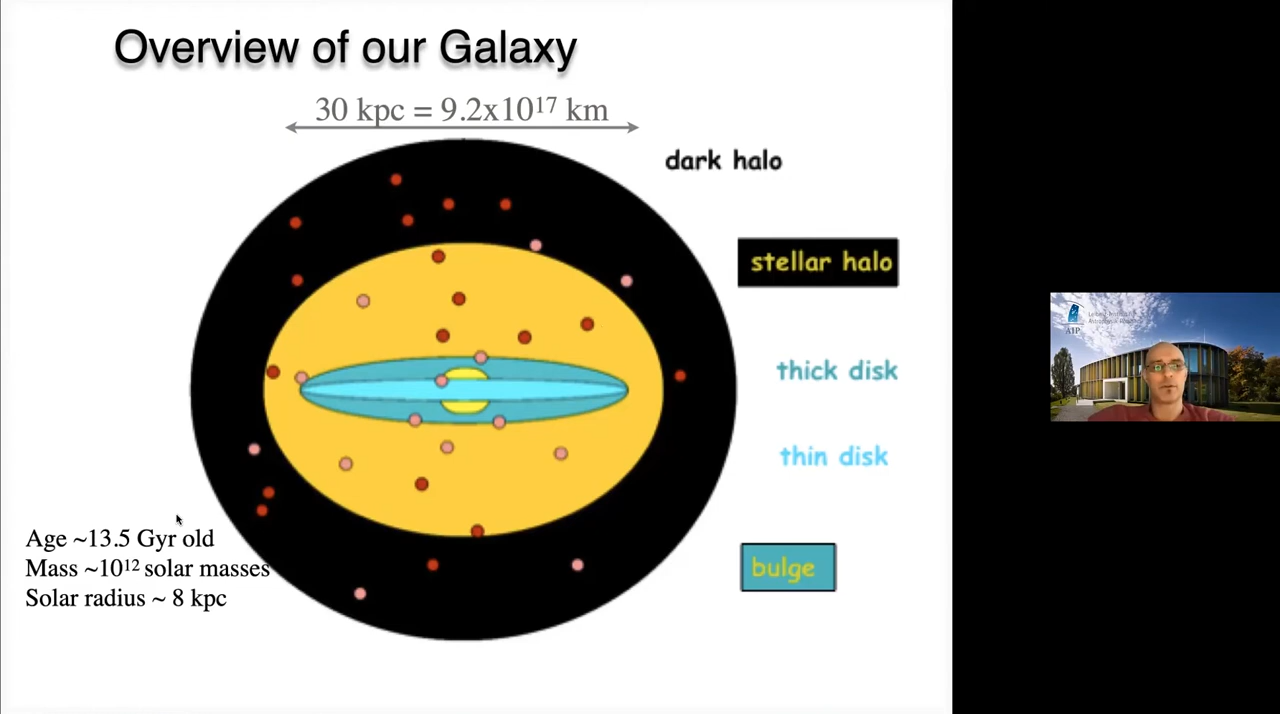 Overview of our Galaxy
30 kpc = 9.2x10¹⁷ km
dark halo
stellar halo
thick disk
thin disk
bulge
Age ~13.5 Gyr old
Mass ~10¹² solar masses
Solar radius ~ 8 kpc
AIP